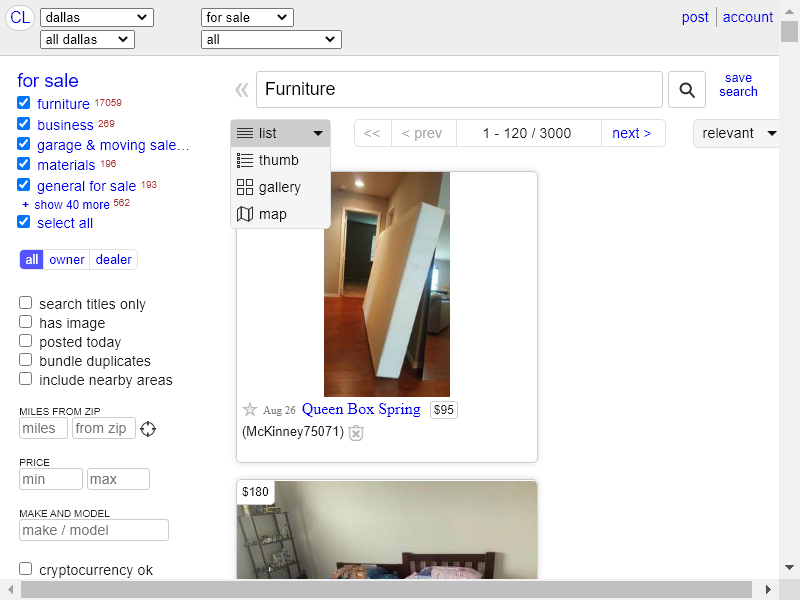 CL dallas for sale post account
all dallas all
for sale
furniture 17059
business 269
garage & moving sale...
materials 196
general for sale 193
+ show 40 more 562
select all
all owner dealer
search titles only
has image
posted today
bundle duplicates
include nearby areas
MILES FROM ZIP
miles from zip
PRICE
min max
MAKE AND MODEL
make / model
cryptocurrency ok
« Furniture save search
list << < prev 1 - 120 / 3000 next > relevant
thumb
gallery
map
Aug 26 Queen Box Spring $95
(McKinney75071)
$180